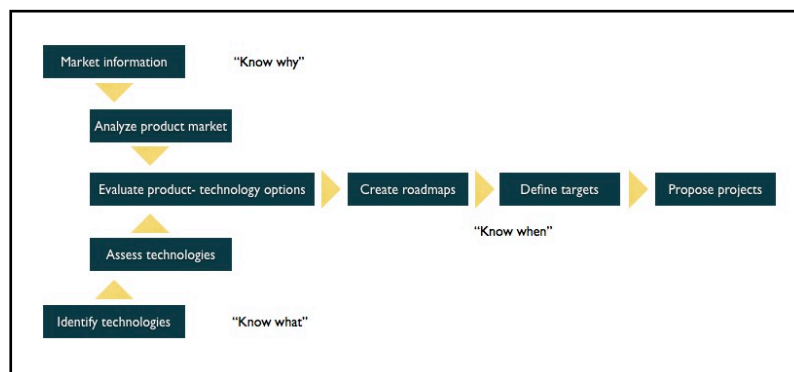 Market information
“Know why”
Analyze product market
Evaluate product- technology options
Create roadmaps
Define targets
Propose projects
“Know when”
Assess technologies
Identify technologies
“Know what”